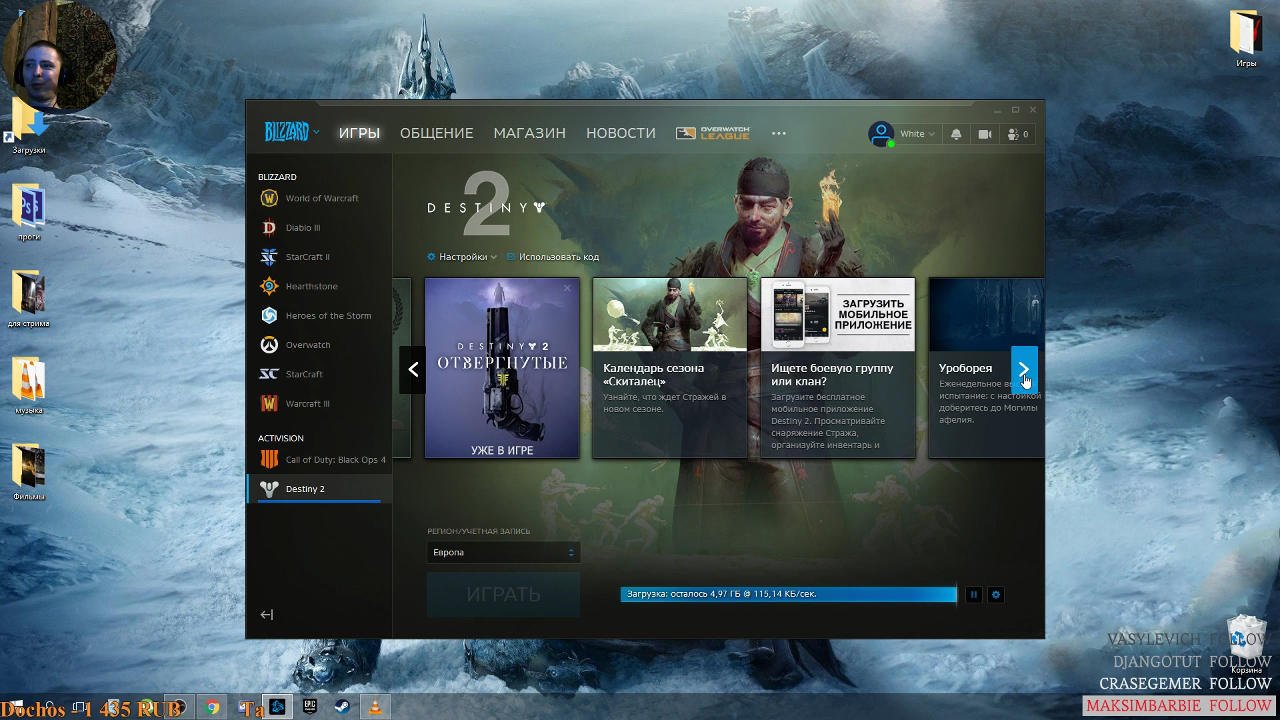 Игры
Загрузки
проги
для стрима
музыка
Фильмы
Корзина
BLIZZARD
ИГРЫ
ОБЩЕНИЕ
МАГАЗИН
НОВОСТИ
OVERWATCH
LEAGUE
White
0
BLIZZARD
World of Warcraft
Diablo III
StarCraft II
Hearthstone
Heroes of the Storm
Overwatch
StarCraft
Warcraft III
ACTIVISION
Call of Duty: Black Ops 4
Destiny 2
DESTINY 2
Настройки
Использовать код
DESTINY 2
ОТВЕРГНУТЫЕ
УЖЕ В ИГРЕ
Календарь сезона
«Скиталец»
Узнайте, что ждет Стражей в
новом сезоне.
ЗАГРУЗИТЬ
МОБИЛЬНОЕ
ПРИЛОЖЕНИЕ
Ищете боевую группу
или клан?
Загрузите бесплатное
мобильное приложение
Destiny 2. Просматривайте
снаряжение Стража,
организуйте инвентарь и
Уроборея
Еженедельное
испытание: с настойкой
доберитесь до Могилы
афелия.
РЕГИОН/УЧЕТНАЯ ЗАПИСЬ
Европа
ИГРАТЬ
Загрузка: осталось 4,97 ГБ @ 115,14 КБ/сек.
VASYLEVICH FOLLOW
DJANGOTUT FOLLOW
CRASEGEMER FOLLOW
MAKSIMBARBIE FOLLOW
Dochos - 1 435 RUB
Ta
EPIC